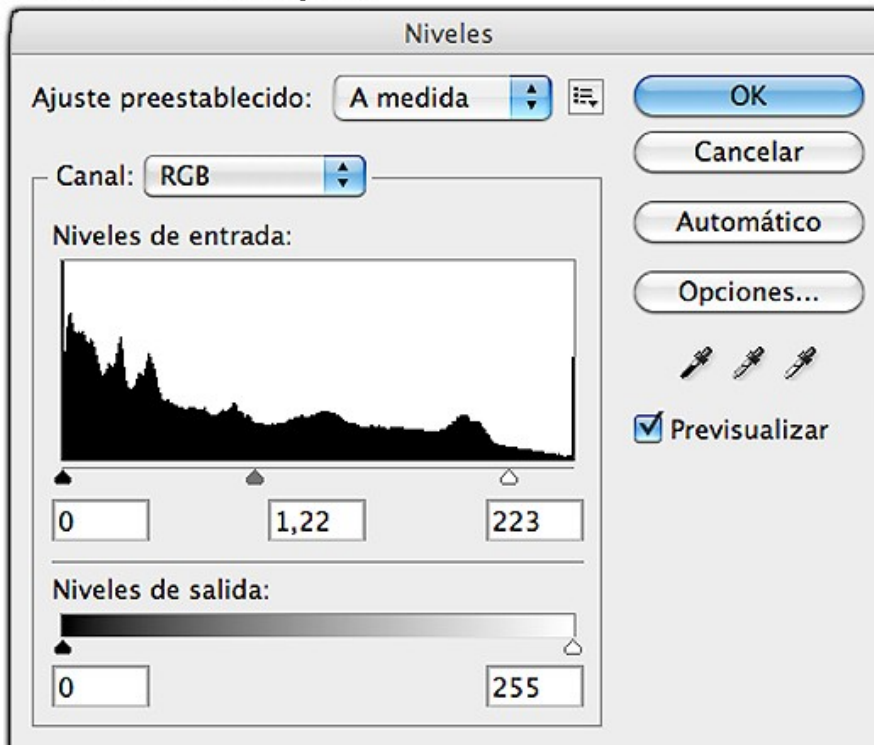 Niveles
Ajuste preestablecido: A medida
OK
Cancelar
Canal: RGB
Automático
Niveles de entrada:
Opciones...
Previsualizar
0 1,22 223
Niveles de salida:
0 255